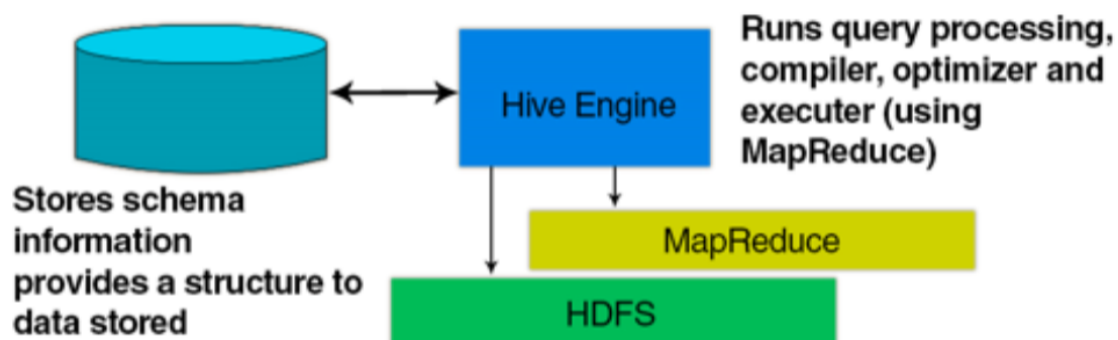 Stores schema
information
provides a structure to
data stored
Hive Engine
Runs query processing,
compiler, optimizer and
executer (using
MapReduce)
MapReduce
HDFS